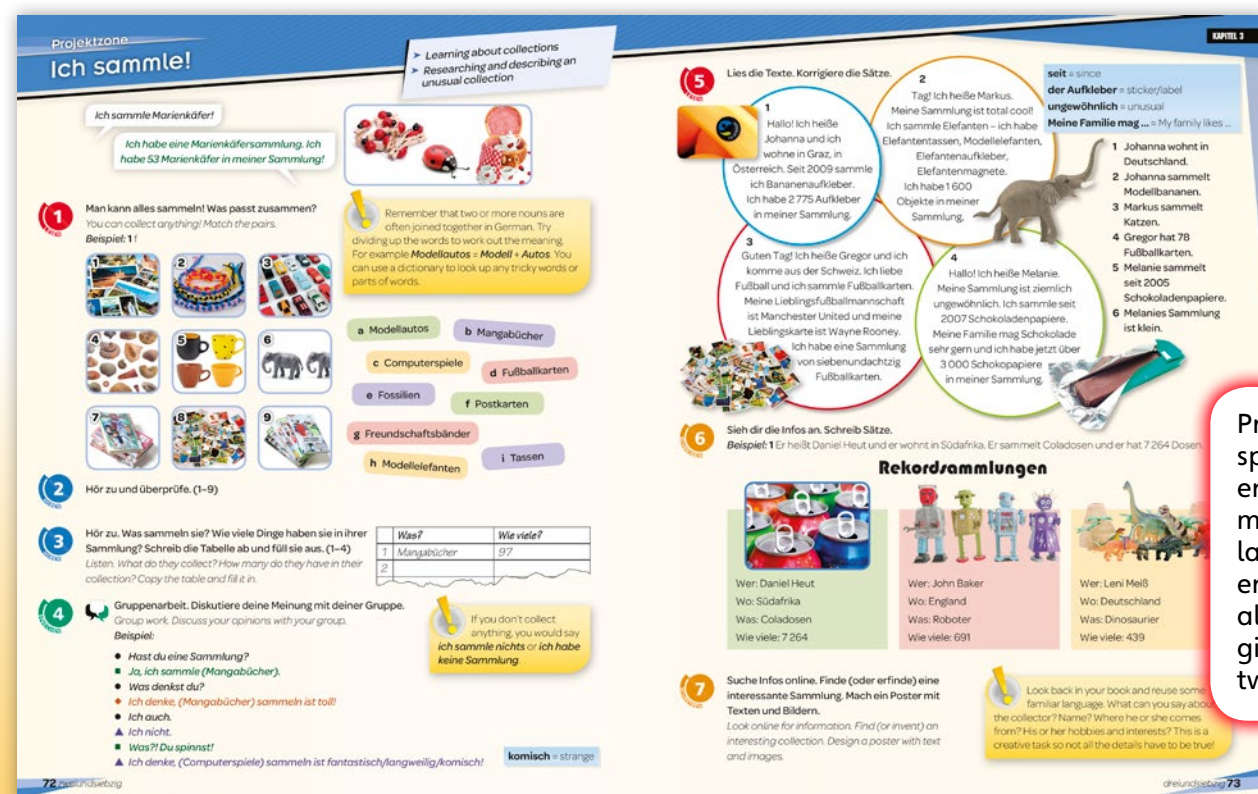 Projektzone
Ich sammle!
➤ Learning about collections
➤ Researching and describing an
unusual collection
Ich sammle Marienkäfer!
Ich habe eine Marienkäfersammlung. Ich
habe 53 Marienkäfer in meiner Sammlung!
1
Man kann alles sammeln! Was passt zusammen?
You can collect anything! Match the pairs.
Beispiel: 1 f
1
2
3
4
5
6
7
8
9
Remember that two or more nouns are
often joined together in German. Try
dividing up the words to work out the meaning.
For example Modellautos = Modell + Autos. You
can use a dictionary to look up any tricky words or
parts of words.
a Modellautos
b Mangabücher
c Computerspiele
d Fußballkarten
e Fossilien
f Postkarten
g Freundschaftsbänder
h Modellelefanten
i Tassen
2
Hör zu und überprüfe. (1–9)
3
Hör zu. Was sammeln sie? Wie viele Dinge haben sie in ihrer
Sammlung? Schreib die Tabelle ab und füll sie aus. (1–4)
Listen. What do they collect? How many do they have in their
collection? Copy the table and fill it in.
Was? Wie viele?
1 Mangabücher 97
2
4
Gruppenarbeit. Diskutiere deine Meinung mit deiner Gruppe.
Group work. Discuss your opinions with your group.
Beispiel:
● Hast du eine Sammlung?
■ Ja, ich sammle (Mangabücher).
● Was denkst du?
◆ Ich denke, (Mangabücher) sammeln ist toll!
● Ich auch.
▲ Ich nicht.
■ Was?! Du spinnst!
▲ Ich denke, (Computerspiele) sammeln ist fantastisch/langweilig/komisch!
If you don't collect
anything, you would say
ich sammle nichts or ich habe
keine Sammlung.
komisch = strange
72 zweiundsiebzig
KAPITEL 3
5
Lies die Texte. Korrigiere die Sätze.
seit = since
der Aufkleber = sticker/label
ungewöhnlich = unusual
Meine Familie mag ... = My family likes ...
1
Hallo! Ich heiße
Johanna und ich
wohne in Graz, in
Österreich. Seit 2009 sammle
ich Bananenaufkleber.
Ich habe 2 775 Aufkleber
in meiner Sammlung.
2
Tag! Ich heiße Markus.
Meine Sammlung ist total cool!
Ich sammle Elefanten – ich habe
Elefantentassen, Modellelefanten,
Elefantenaufkleber,
Elefantenmagnete.
Ich habe 1 600
Objekte in meiner
Sammlung.
3
Guten Tag! Ich heiße Gregor und ich
komme aus der Schweiz. Ich liebe
Fußball und ich sammle Fußballkarten.
Meine Lieblingsfußballmannschaft
ist Manchester United und meine
Lieblingskarte ist Wayne Rooney.
Ich habe eine Sammlung
von siebenundachtzig
Fußballkarten.
4
Hallo! Ich heiße Melanie.
Meine Sammlung ist ziemlich
ungewöhnlich. Ich sammle seit
2007 Schokoladenpapiere.
Meine Familie mag Schokolade
sehr gern und ich habe jetzt über
3 000 Schokopapiere
in meiner Sammlung.
1 Johanna wohnt in
Deutschland.
2 Johanna sammelt
Modellbananen.
3 Markus sammelt
Katzen.
4 Gregor hat 78
Fußballkarten.
5 Melanie sammelt
seit 2005
Schokoladenpapiere.
6 Melanies Sammlung
ist klein.
6
Sieh dir die Infos an. Schreib Sätze.
Beispiel: 1 Er heißt Daniel Heut und er wohnt in Südafrika. Er sammelt Coladosen und er hat 7 264 Dosen.
Rekordsammlungen
Wer: Daniel Heut
Wo: Südafrika
Was: Coladosen
Wie viele: 7 264
Wer: John Baker
Wo: England
Was: Roboter
Wie viele: 691
Wer: Leni Meiß
Wo: Deutschland
Was: Dinosaurier
Wie viele: 439
7
Suche Infos online. Finde (oder erfinde) eine
interessante Sammlung. Mach ein Poster mit
Texten und Bildern.
Look online for information. Find (or invent) an
interesting collection. Design a poster with text
and images.
Look back in your book and reuse some
familiar language. What can you say about
the collector? Name? Where he or she comes
from? His or her hobbies and interests? This is a
creative task so not all the details have to be true!
dreiundsiebzig 73